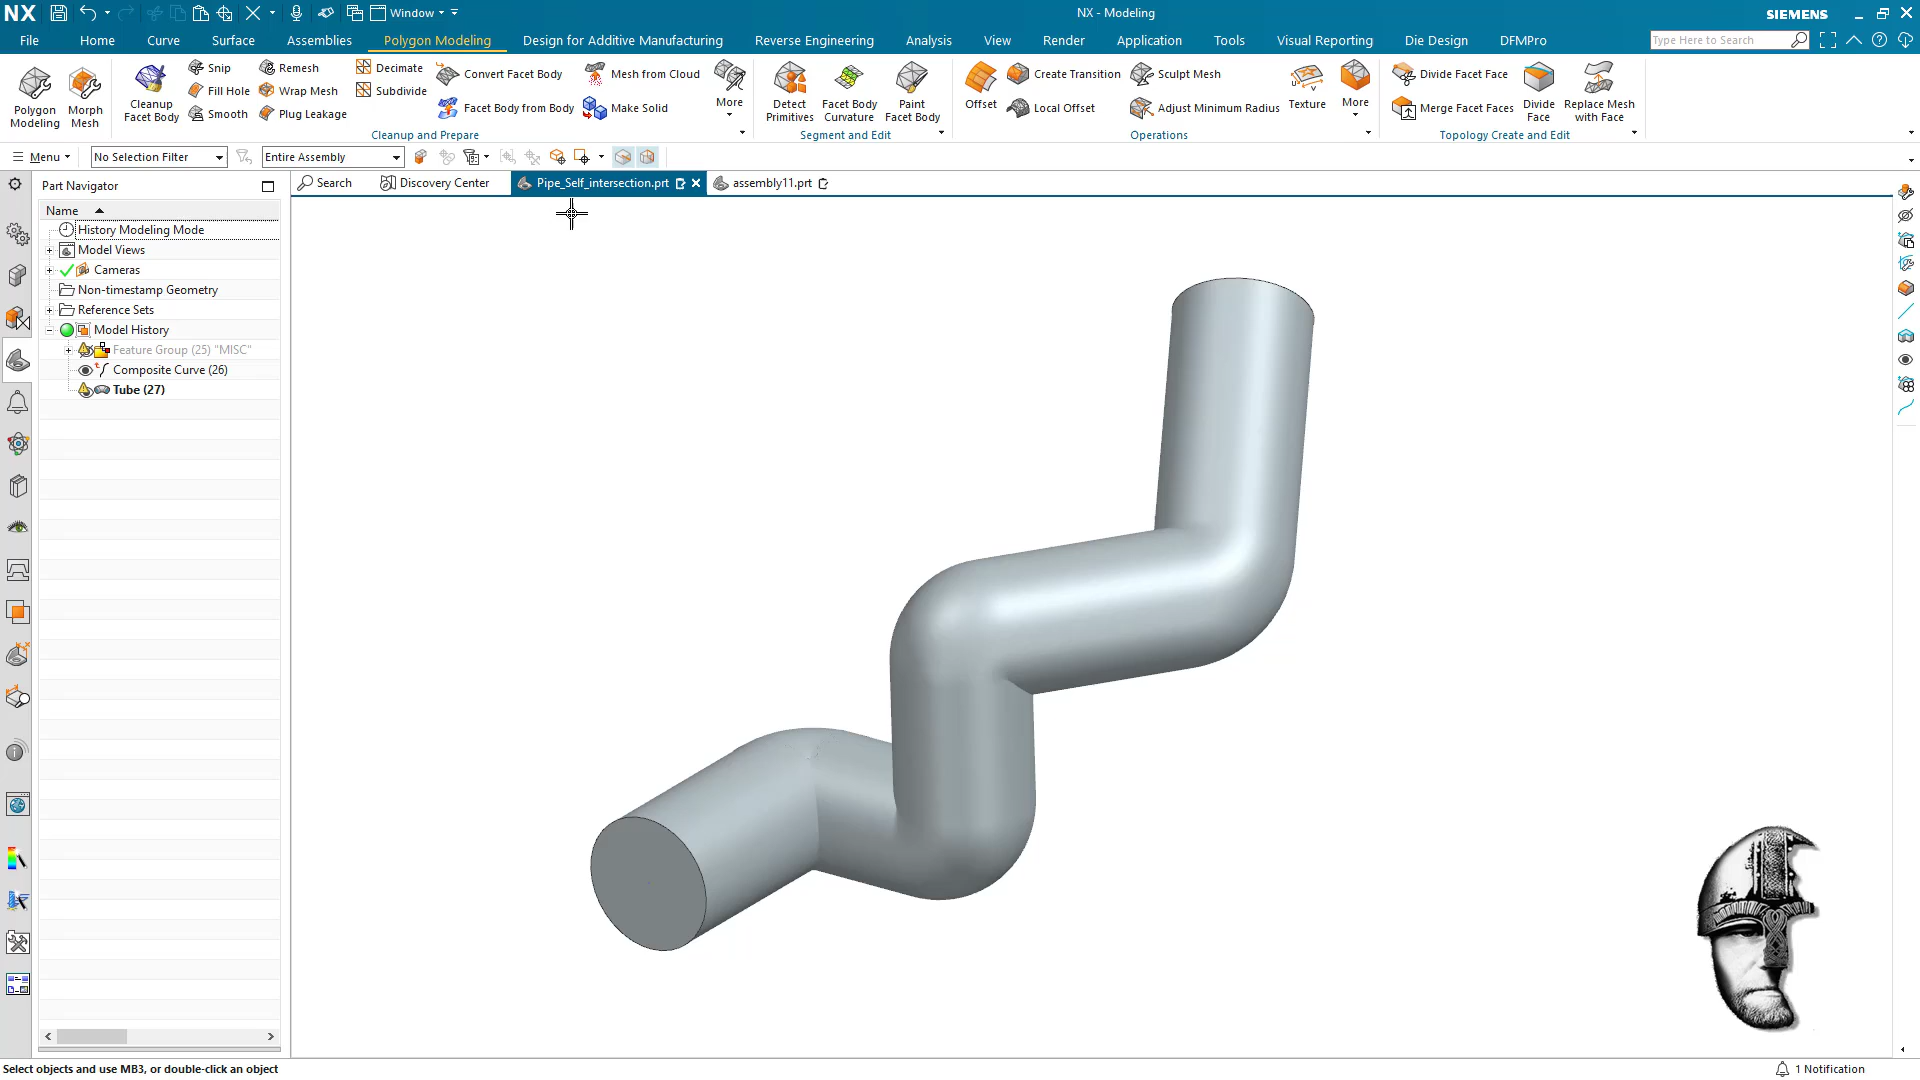 NX Window NX - Modeling SIEMENS
File Home Curve Surface Assemblies Polygon Modeling Design for Additive Manufacturing Reverse Engineering Analysis View Render Application Tools Visual Reporting Die Design DFMPro Type Here to Search
Polygon Modeling
Morph Mesh
Cleanup Facet Body
Snip
Fill Hole
Smooth
Remesh
Wrap Mesh
Plug Leakage
Decimate
Subdivide
Convert Facet Body
Facet Body from Body
Mesh from Cloud
Make Solid
More
Cleanup and Prepare
Detect Primitives
Facet Body Curvature
Paint Facet Body
Segment and Edit
Offset
Create Transition
Local Offset
Sculpt Mesh
Adjust Minimum Radius
Texture
More
Operations
Divide Facet Face
Merge Facet Faces
Divide Face
Replace Mesh with Face
Topology Create and Edit
Menu No Selection Filter Entire Assembly
Part Navigator
Search Discovery Center Pipe_Self_intersection.prt assembly11.prt
Name
History Modeling Mode
Model Views
Cameras
Non-timestamp Geometry
Reference Sets
Model History
Feature Group (25) "MISC"
Composite Curve (26)
Tube (27)
Select objects and use MB3, or double-click an object 1 Notification